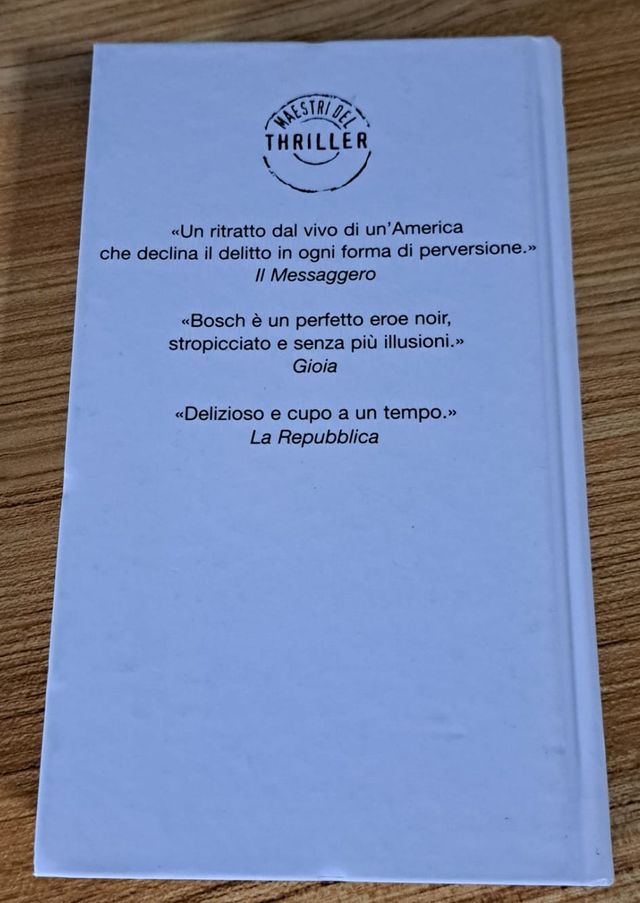 MAESTRI DEL
THRILLER
«Un ritratto dal vivo di un'America
che declina il delitto in ogni forma di perversione.»
Il Messaggero
«Bosch è un perfetto eroe noir,
stropicciato e senza più illusioni.»
Gioia
«Delizioso e cupo a un tempo.»
La Repubblica